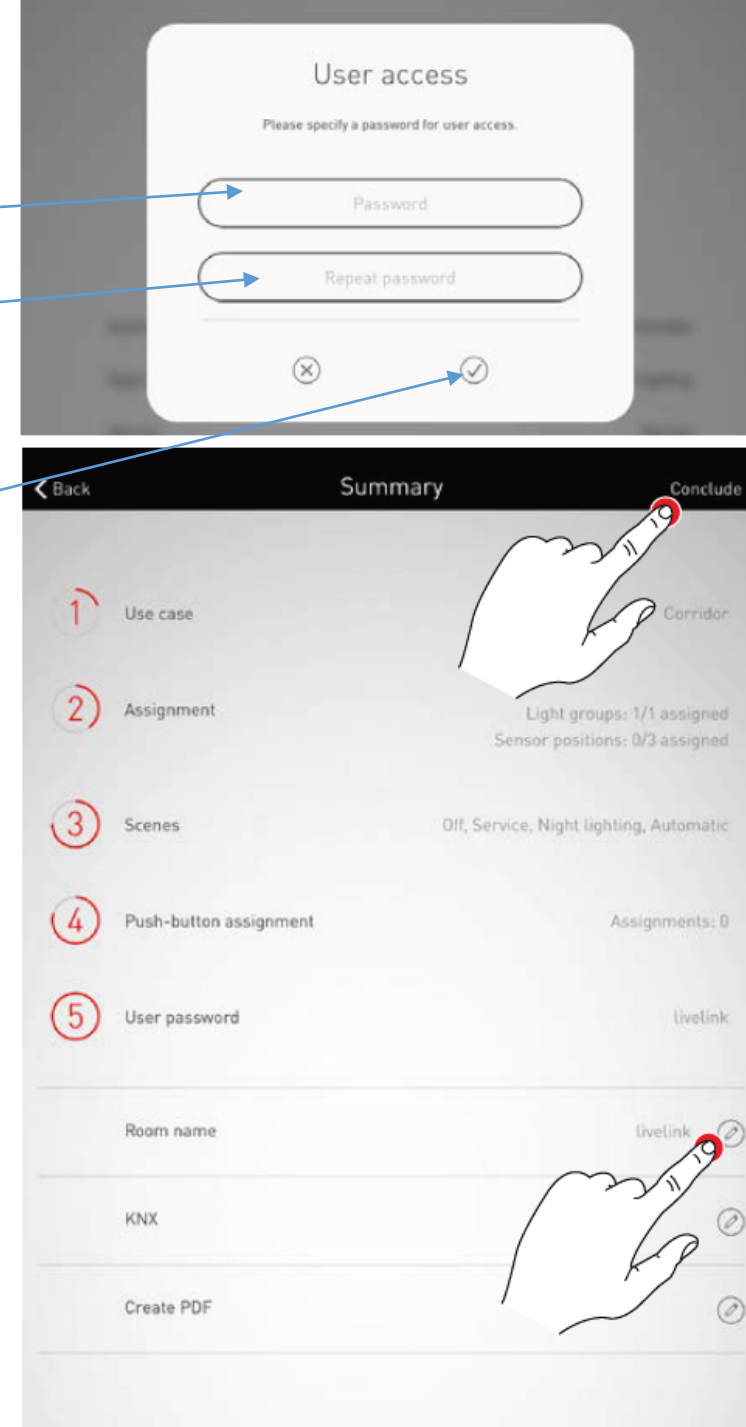 User access
Please specify a password for user access.
Password
Repeat password
Back
Summary
Conclude
1
Use case
Corridor
2
Assignment
Light groups: 1/1 assigned
Sensor positions: 0/3 assigned
3
Scenes
Off, Service, Night lighting, Automatic
4
Push-button assignment
Assignments: 0
5
User password
livelink
Room name
livelink
KNX
Create PDF